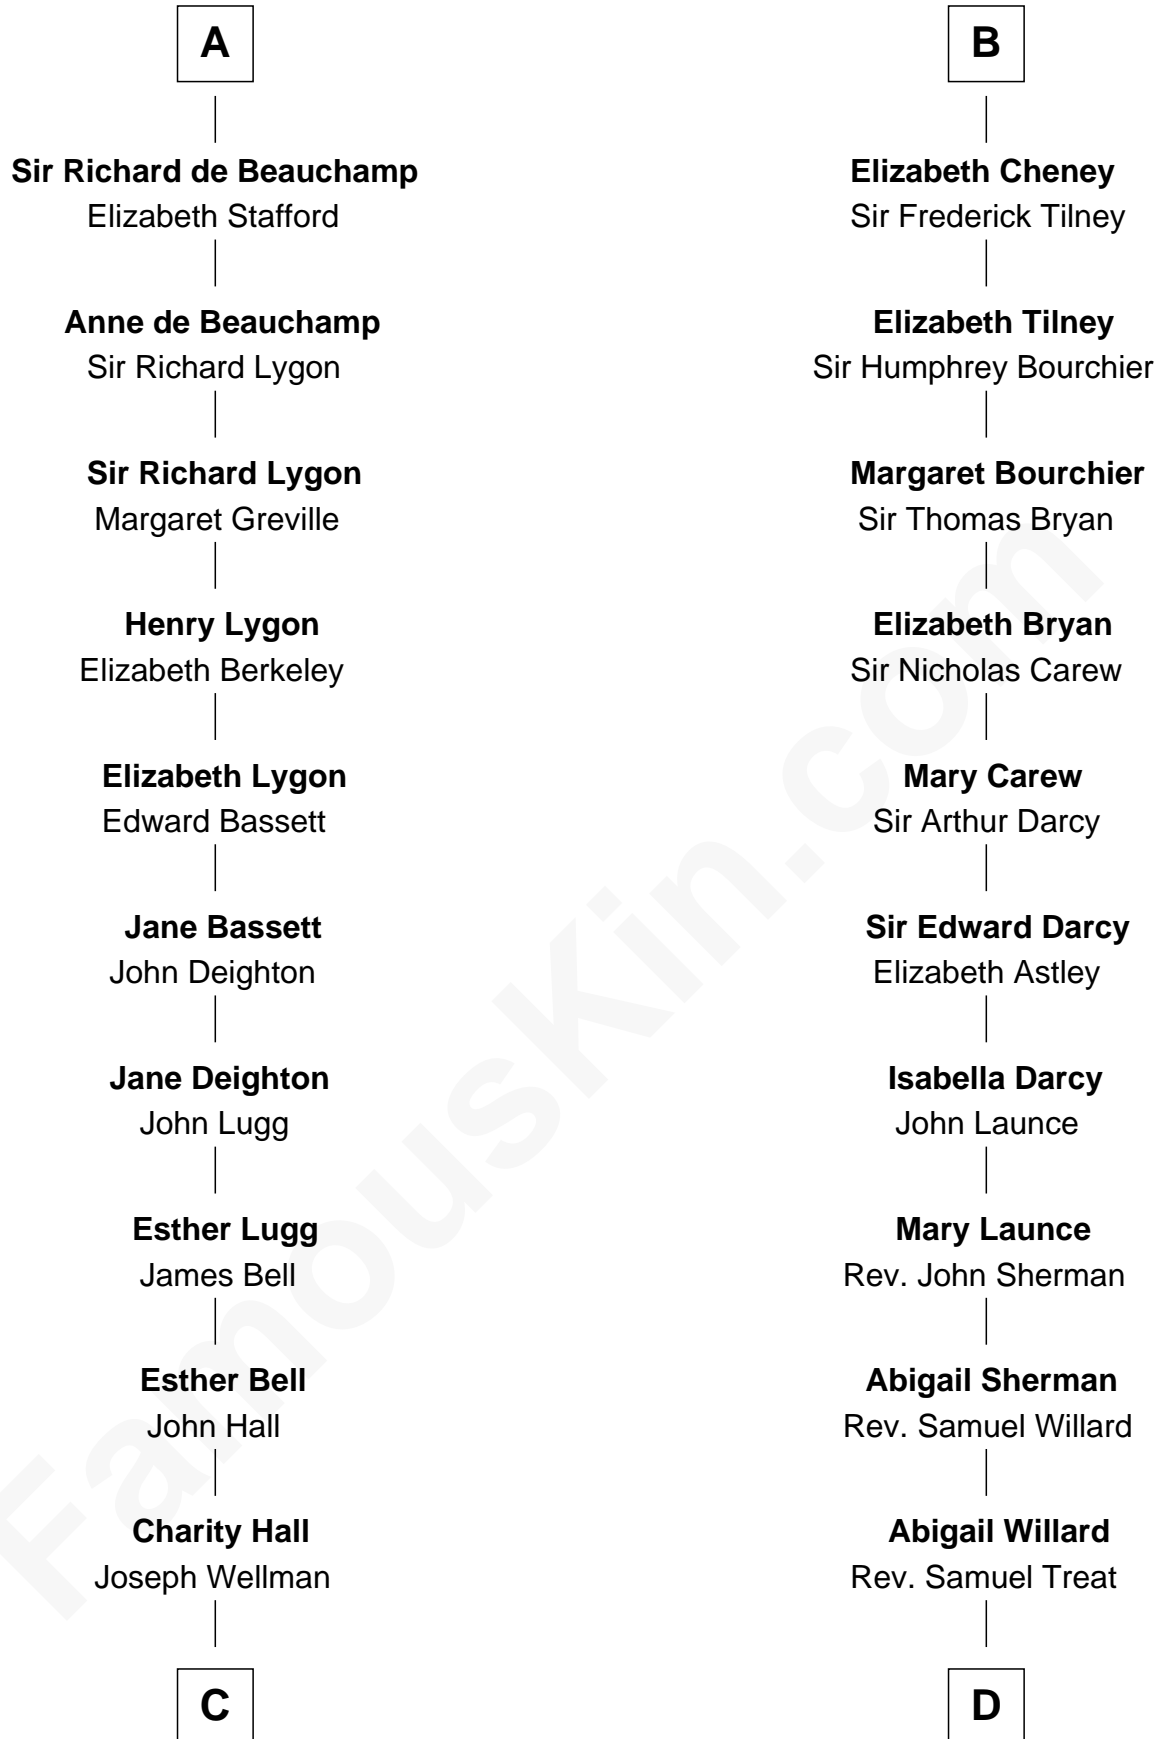 A
Sir Richard de Beauchamp
Elizabeth Stafford
Anne de Beauchamp
Sir Richard Lygon
Sir Richard Lygon
Margaret Greville
Henry Lygon
Elizabeth Berkeley
Elizabeth Lygon
Edward Bassett
Jane Bassett
John Deighton
Jane Deighton
John Lugg
Esther Lugg
James Bell
Esther Bell
John Hall
Charity Hall
Joseph Wellman
C
B
Elizabeth Cheney
Sir Frederick Tilney
Elizabeth Tilney
Sir Humphrey Bourchier
Margaret Bourchier
Sir Thomas Bryan
Elizabeth Bryan
Sir Nicholas Carew
Mary Carew
Sir Arthur Darcy
Sir Edward Darcy
Elizabeth Astley
Isabella Darcy
John Launce
Mary Launce
Rev. John Sherman
Abigail Sherman
Rev. Samuel Willard
Abigail Willard
Rev. Samuel Treat
D
FamousKin.com